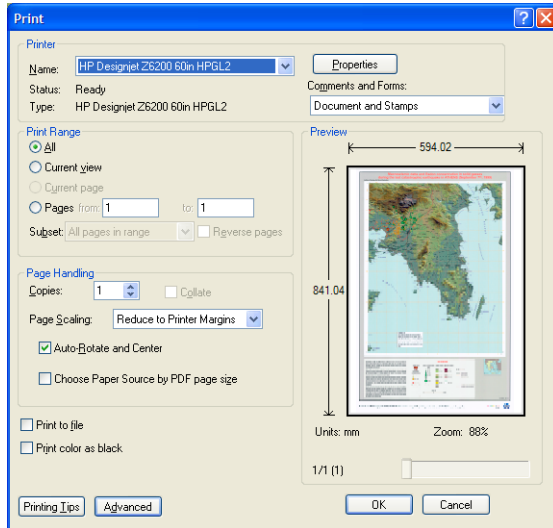 Print
Printer
Name: HP Designjet Z6200 60in HPGL2 Properties
Status: Ready Comments and Forms:
Type: HP Designjet Z6200 60in HPGL2 Document and Stamps
Print Range
All
Current view
Current page
Pages from: 1 to: 1
Subset: All pages in range Reverse pages
Page Handling
Copies: 1 Collate
Page Scaling: Reduce to Printer Margins
Auto-Rotate and Center
Choose Paper Source by PDF page size
Print to file
Print color as black
Preview
594.02
841.04
Units: mm Zoom: 88%
1/1 (1)
Printing Tips Advanced OK Cancel